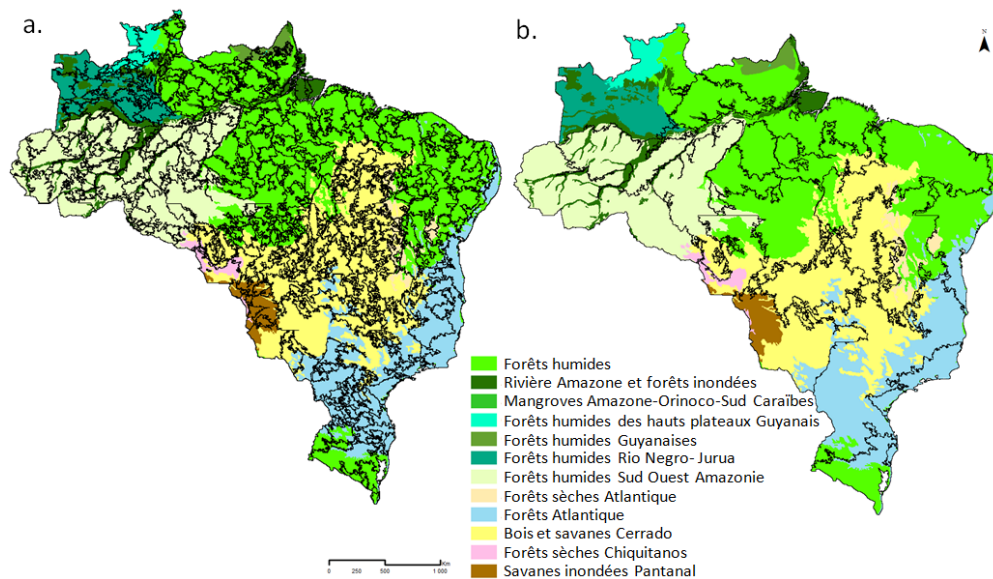 a.
b.
N
Forêts humides
Rivière Amazone et forêts inondées
Mangroves Amazone-Orinoco-Sud Caraïbes
Forêts humides des hauts plateaux Guyanais
Forêts humides Guyanaises
Forêts humides Rio Negro- Jurua
Forêts humides Sud Ouest Amazonie
Forêts sèches Atlantique
Forêts Atlantique
Bois et savanes Cerrado
Forêts sèches Chiquitanos
Savanes inondées Pantanal
Km
0 250 500 1 000